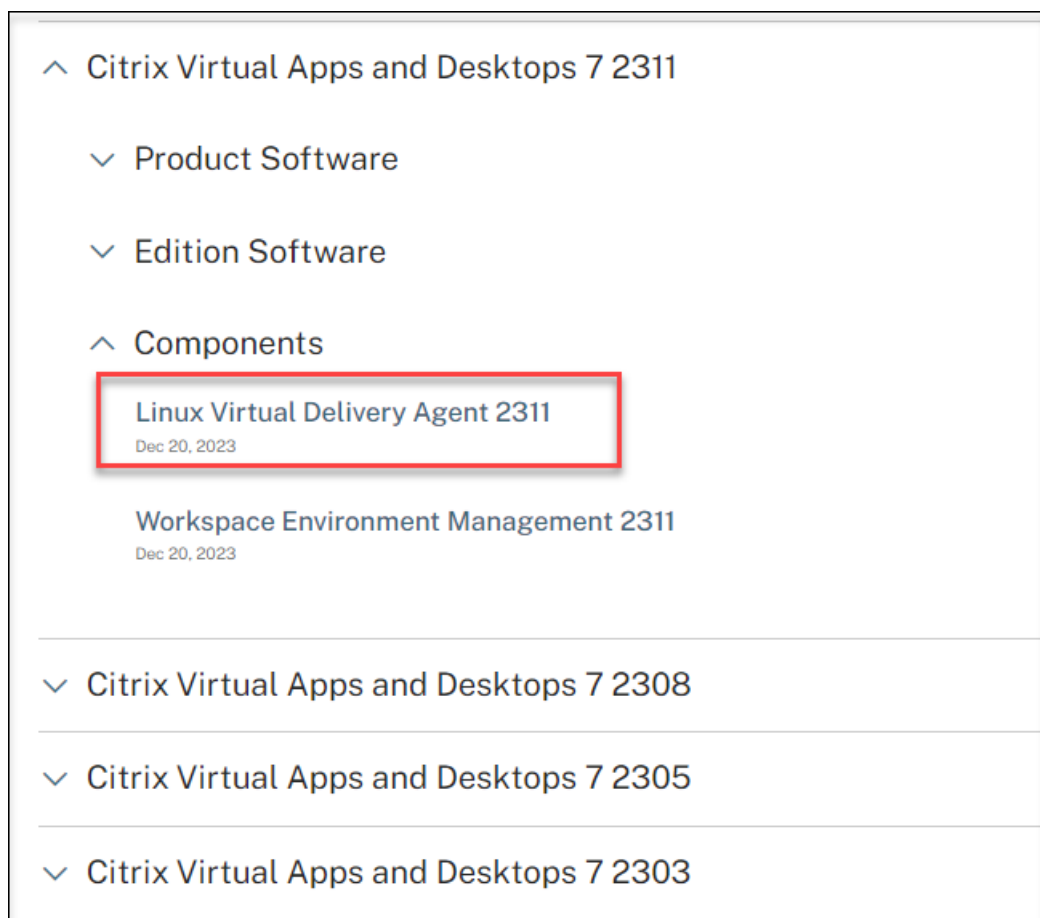 Citrix Virtual Apps and Desktops 7 2311
Product Software
Edition Software
Components
Linux Virtual Delivery Agent 2311
Dec 20, 2023
Workspace Environment Management 2311
Dec 20, 2023
Citrix Virtual Apps and Desktops 7 2308
Citrix Virtual Apps and Desktops 7 2305
Citrix Virtual Apps and Desktops 7 2303